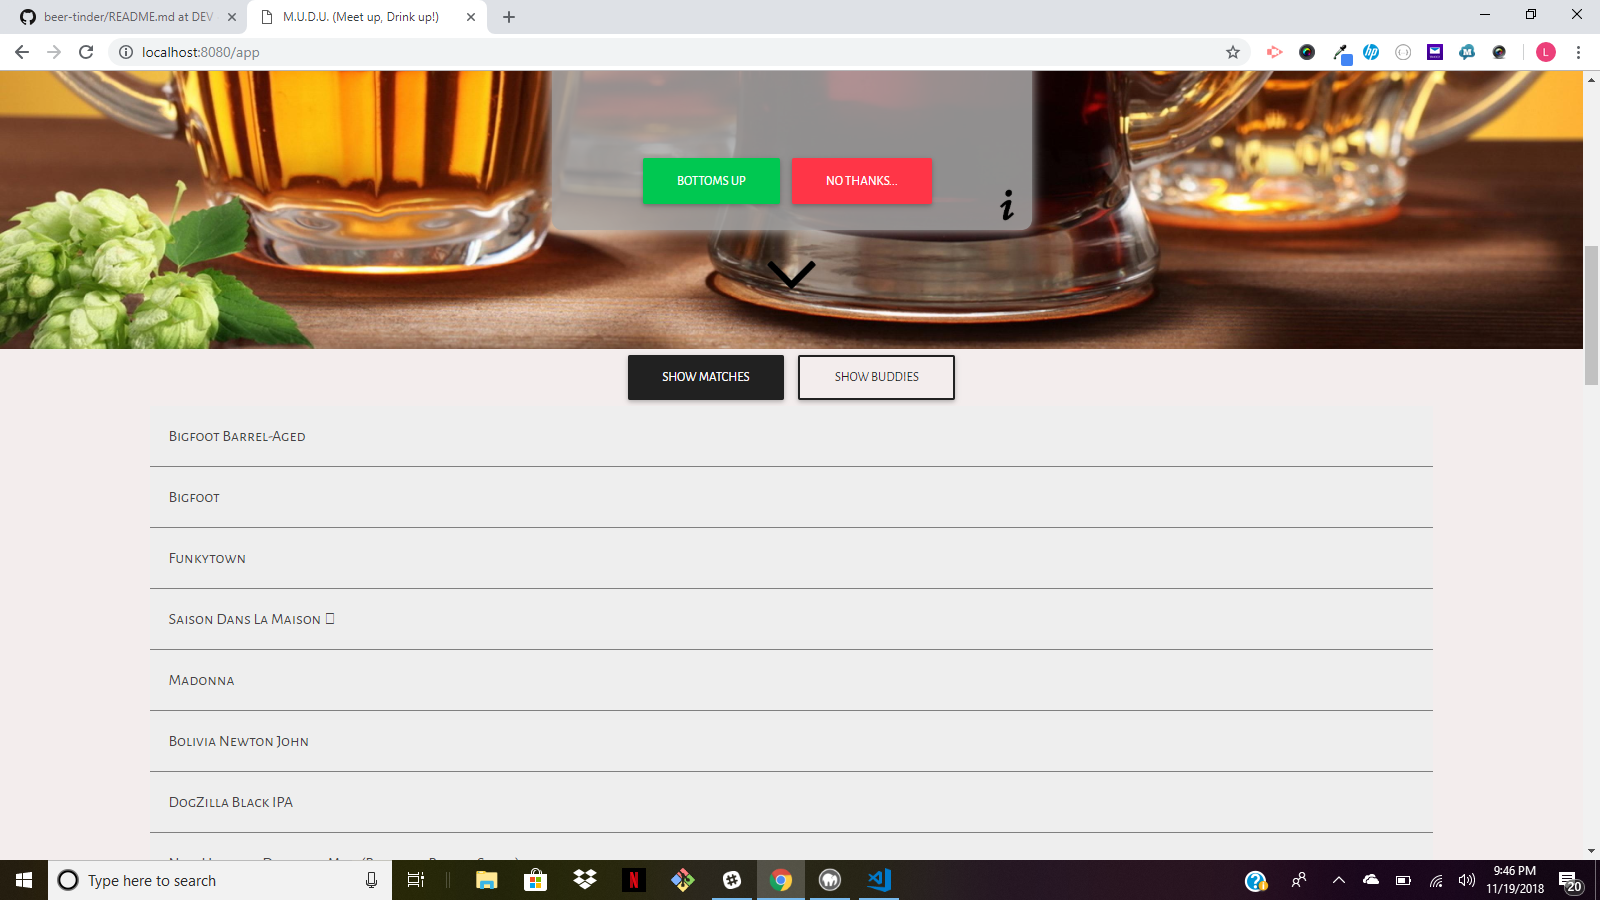 beer-tinder/README.md at DEV
M.U.D.U. (Meet up, Drink up!)
localhost:8080/app
L
BOTTOMS UP
NO THANKS...
i
SHOW MATCHES
SHOW BUDDIES
Bigfoot Barrel-Aged
Bigfoot
Funkytown
Saison Dans La Maison
Madonna
Bolivia Newton John
DogZilla Black IPA
Type here to search
9:46 PM
11/19/2018
20